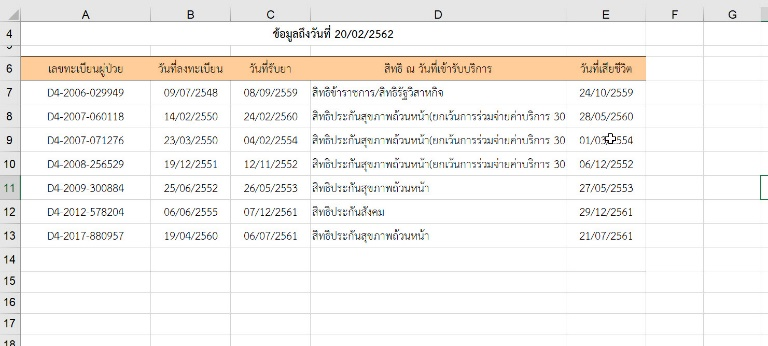 A B C D E F G
4 ข้อมูลถึงวันที่ 20/02/2562
6 เลขทะเบียนผู้ป่วย วันที่ลงทะเบียน วันที่รับยา สิทธิ ณ วันที่เข้ารับบริการ วันที่เสียชีวิต
7 D4-2006-029949 09/07/2548 08/09/2559 สิทธิข้าราชการ/สิทธิรัฐวิสาหกิจ 24/10/2559
8 D4-2007-060118 14/02/2550 24/02/2560 สิทธิประกันสุขภาพถ้วนหน้า(ยกเว้นการร่วมจ่ายค่าบริการ 30 28/05/2560
9 D4-2007-071276 23/03/2550 04/02/2554 สิทธิประกันสุขภาพถ้วนหน้า(ยกเว้นการร่วมจ่ายค่าบริการ 30
10 D4-2008-256529 19/12/2551 12/11/2552 สิทธิประกันสุขภาพถ้วนหน้า(ยกเว้นการร่วมจ่ายค่าบริการ 30 06/12/2552
11 D4-2009-300884 25/06/2552 26/05/2553 สิทธิประกันสุขภาพถ้วนหน้า 27/05/2553
12 D4-2012-578204 06/06/2555 07/12/2561 สิทธิประกันสังคม 29/12/2561
13 D4-2017-880957 19/04/2560 06/07/2561 สิทธิประกันสุขภาพถ้วนหน้า 21/07/2561
14
15
16
17
18